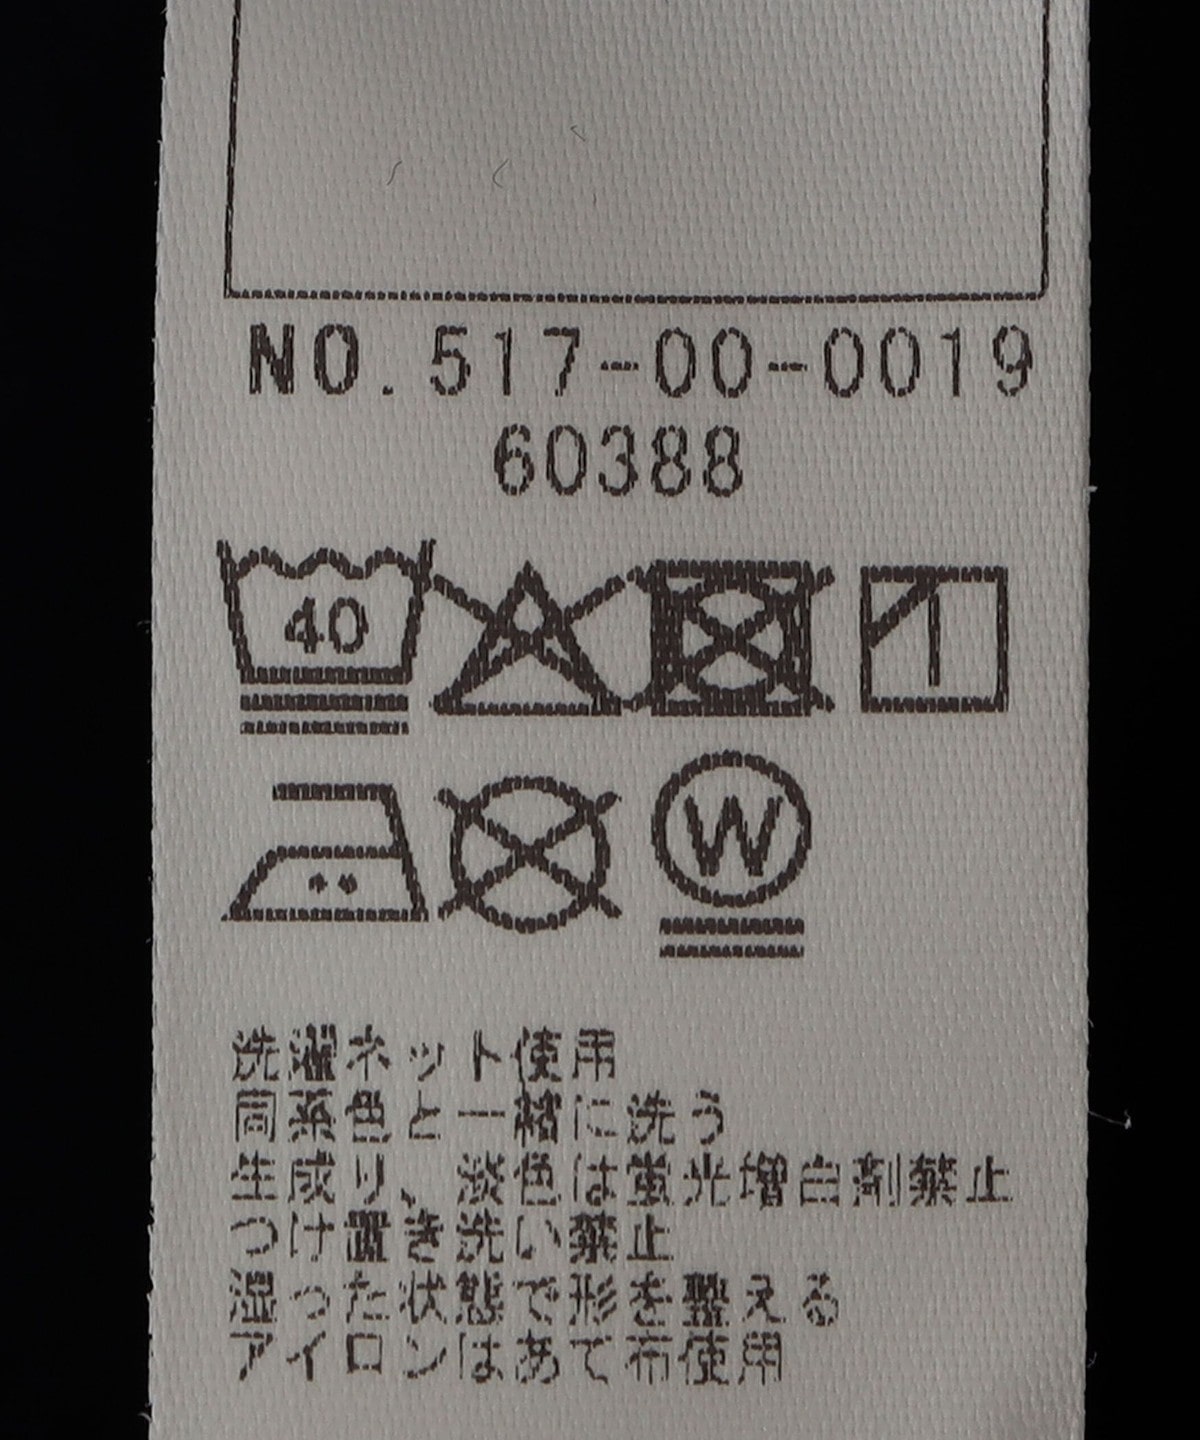 NO.517-00-0019
60388
40
W
洗濯ネット使用
同系色と一緒に洗う
生成り、淡色は蛍光増白剤禁止
つけ置き洗い禁止
湿った状態で形を整える
アイロンはあて布使用